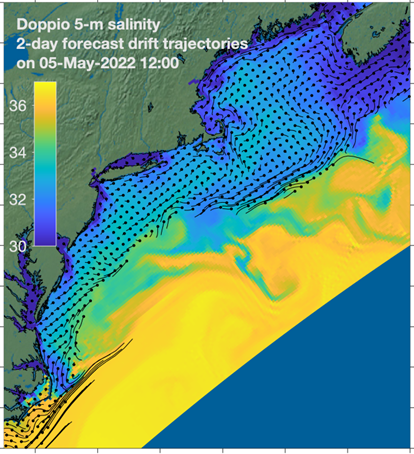 Doppio 5-m salinity
2-day forecast drift trajectories
on 05-May-2022 12:00
36
34
32
30